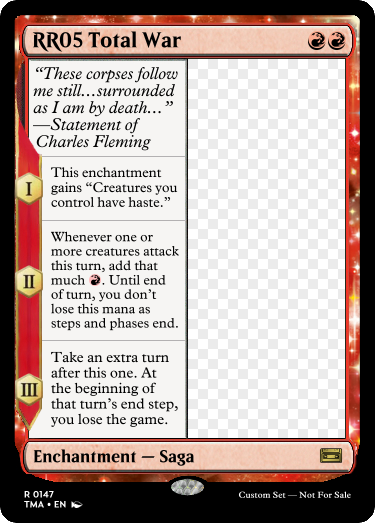 RR05 Total War
“These corpses follow
me still…surrounded
as I am by death…”
—Statement of
Charles Fleming
I
This enchantment
gains “Creatures you
control have haste.”
II
Whenever one or
more creatures attack
this turn, add that
much . Until end
of turn, you don’t
lose this mana as
steps and phases end.
III
Take an extra turn
after this one. At
the beginning of
that turn’s end step,
you lose the game.
Enchantment — Saga
R 0147
TMA • EN
Custom Set — Not For Sale